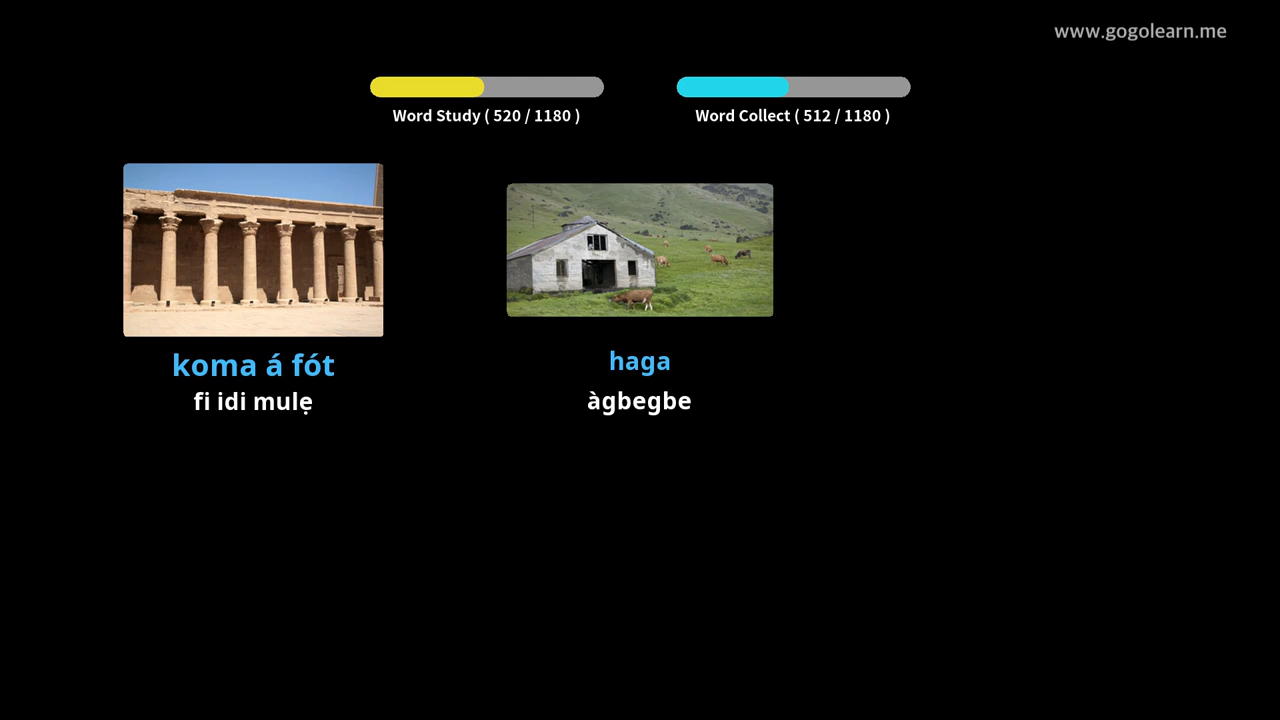 www.gogolearn.me
Word Study ( 520 / 1180 )
Word Collect ( 512 / 1180 )
koma á fót
fi idi mulẹ
haga
àgbegbe